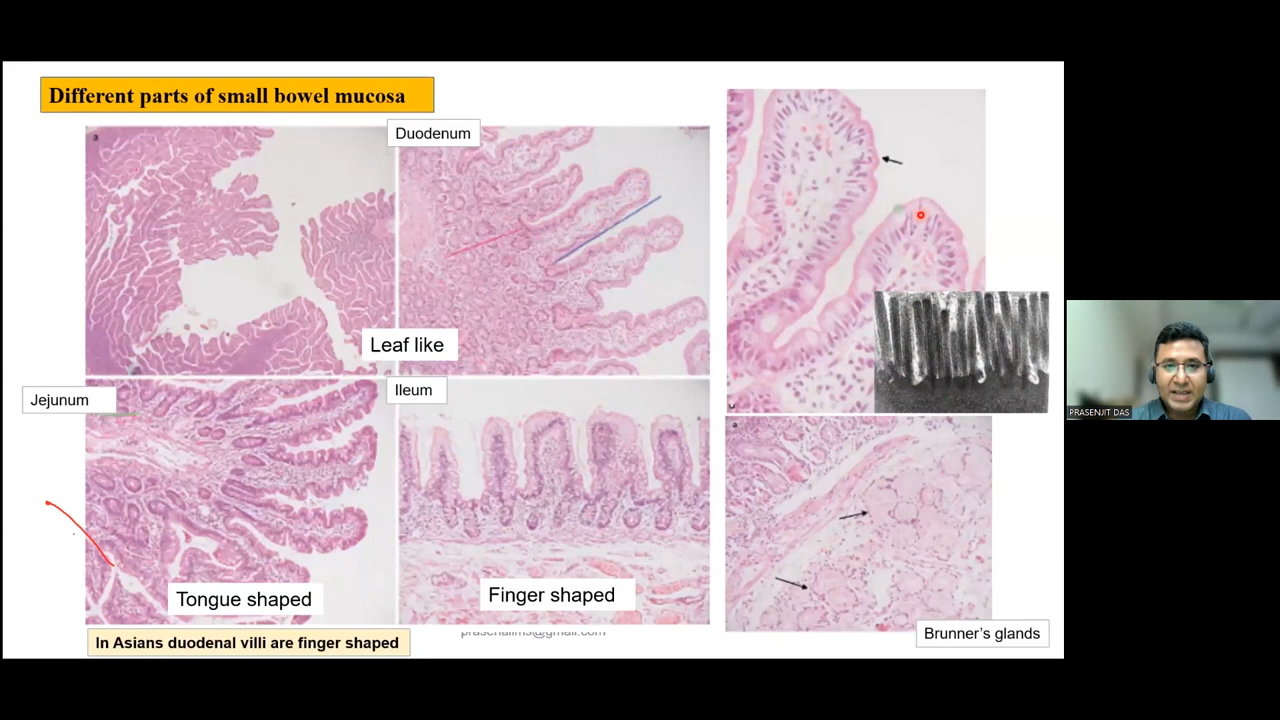 Different parts of small bowel mucosa
a
Duodenum
Leaf like
Jejunum
Ileum
Tongue shaped
Finger shaped
In Asians duodenal villi are finger shaped
a
Brunner's glands
PRASENJIT DAS